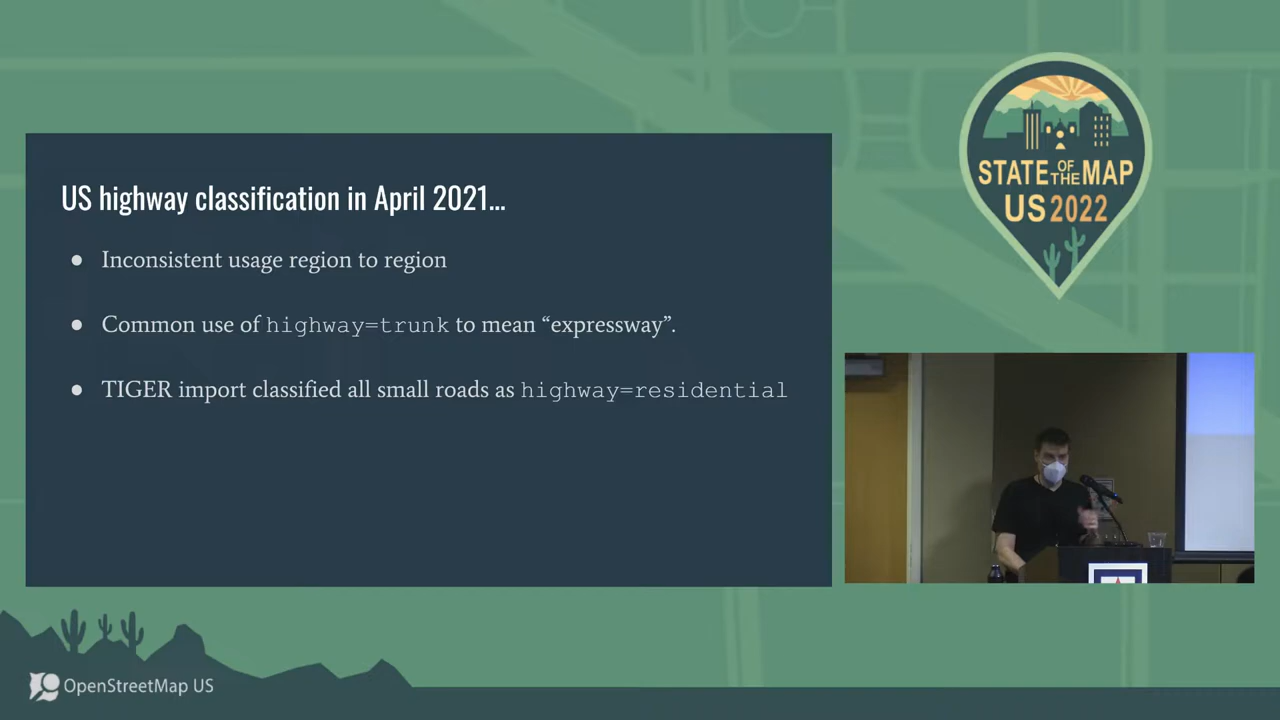 US highway classification in April 2021...
● Inconsistent usage region to region
● Common use of highway=trunk to mean “expressway”.
● TIGER import classified all small roads as highway=residential
STATE OF THE MAP
US 2022
OpenStreetMap US